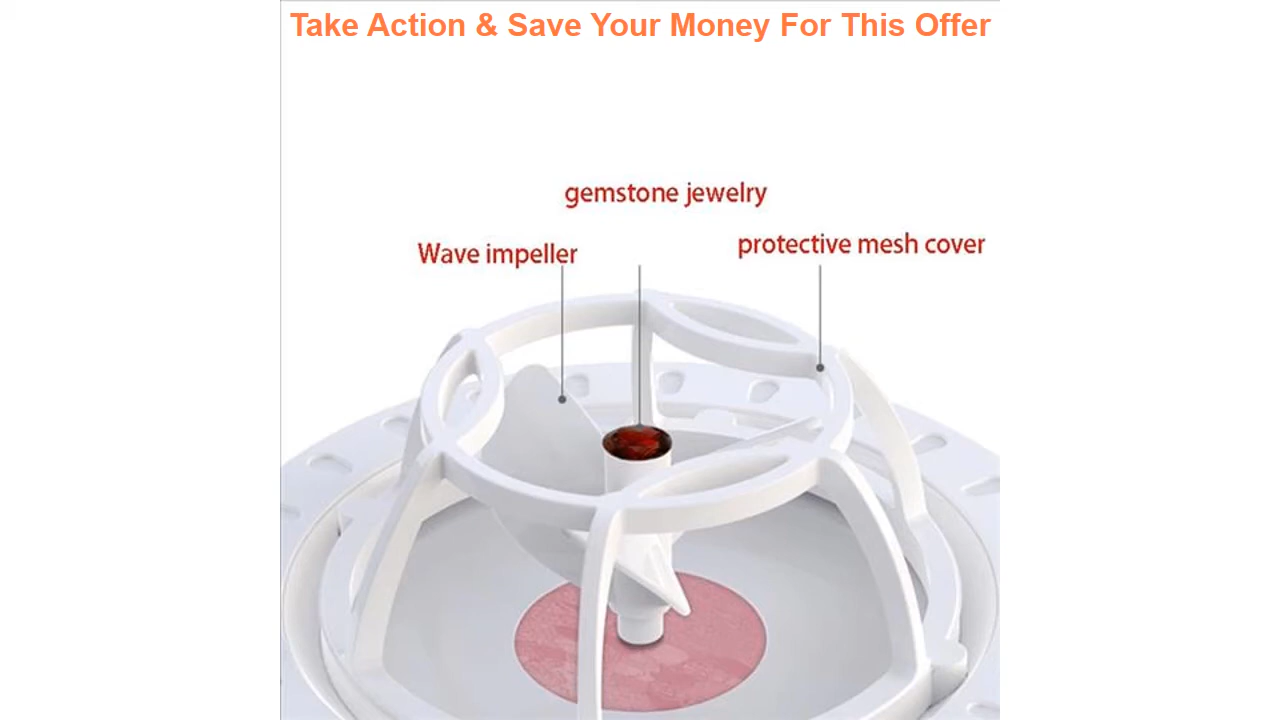 Take Action & Save Your Money For This Offer
gemstone jewelry
Wave impeller
protective mesh cover